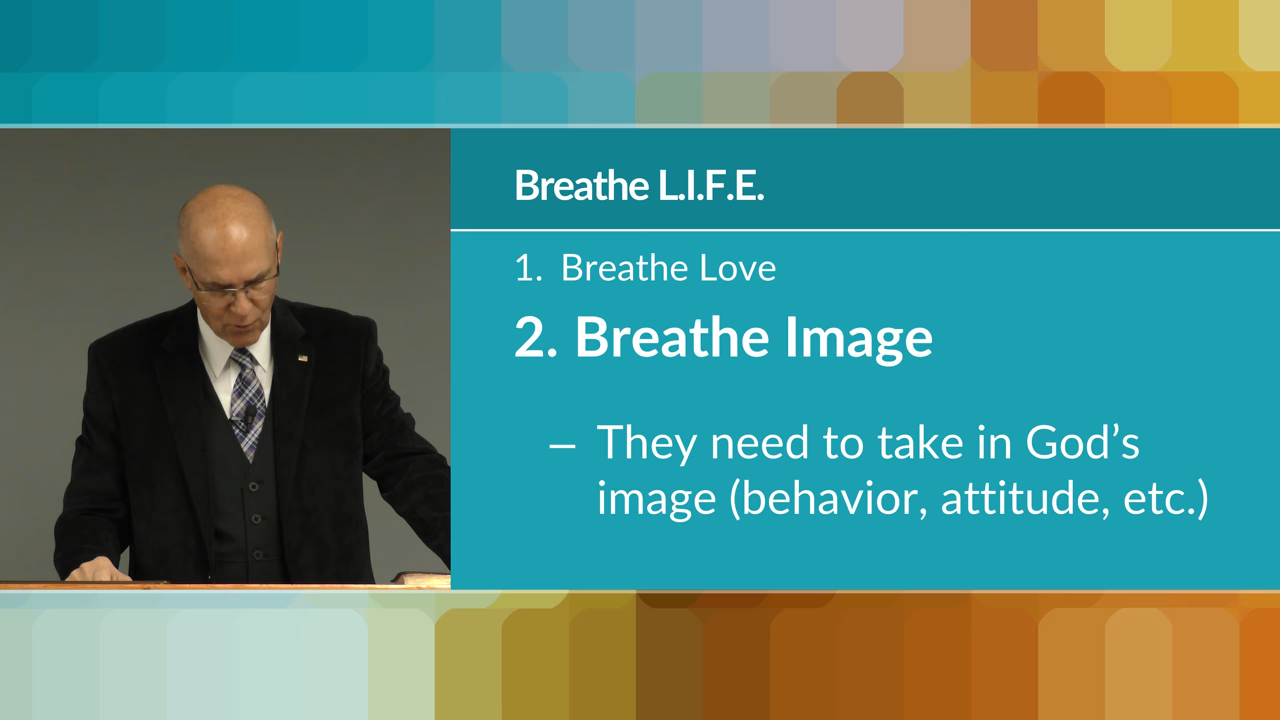 Breathe L.I.F.E.
1. Breathe Love
2. Breathe Image
– They need to take in God’s
image (behavior, attitude, etc.)